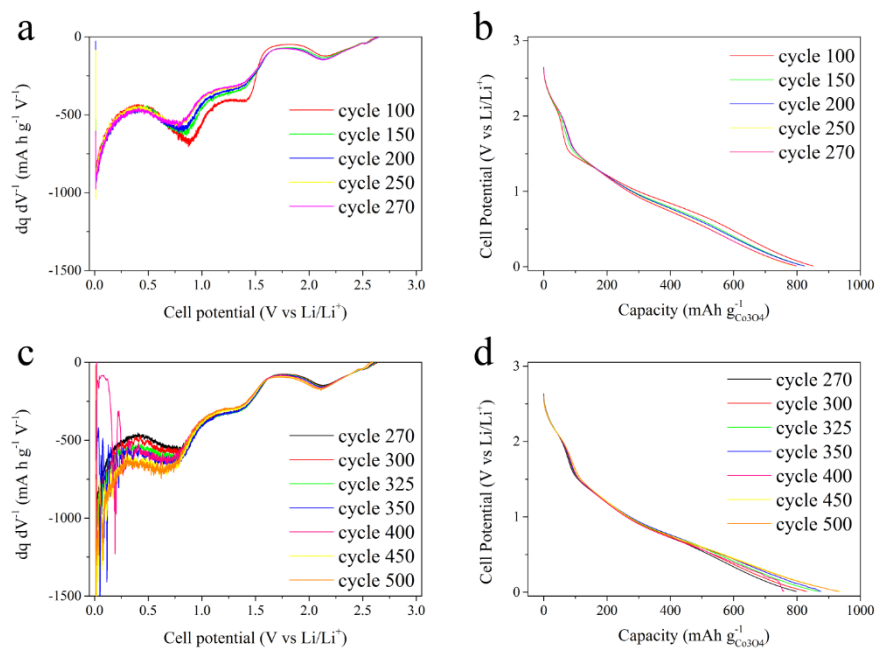 a
0
-500
-1000
-1500
dq dV⁻¹ (mA h g⁻¹ V⁻¹)
cycle 100
cycle 150
cycle 200
cycle 250
cycle 270
0.0 0.5 1.0 1.5 2.0 2.5 3.0
Cell potential (V vs Li/Li⁺)
b
3
2
1
0
Cell Potential (V vs Li/Li⁺)
cycle 100
cycle 150
cycle 200
cycle 250
cycle 270
0 200 400 600 800 1000
Capacity (mAh g⁻¹Co3O4)
c
0
-500
-1000
-1500
dq dV⁻¹ (mA h g⁻¹ V⁻¹)
cycle 270
cycle 300
cycle 325
cycle 350
cycle 400
cycle 450
cycle 500
0.0 0.5 1.0 1.5 2.0 2.5 3.0
Cell potential (V vs Li/Li⁺)
d
3
2
1
0
Cell Potential (V vs Li/Li⁺)
cycle 270
cycle 300
cycle 325
cycle 350
cycle 400
cycle 450
cycle 500
0 200 400 600 800 1000
Capacity (mAh g⁻¹Co3O4)